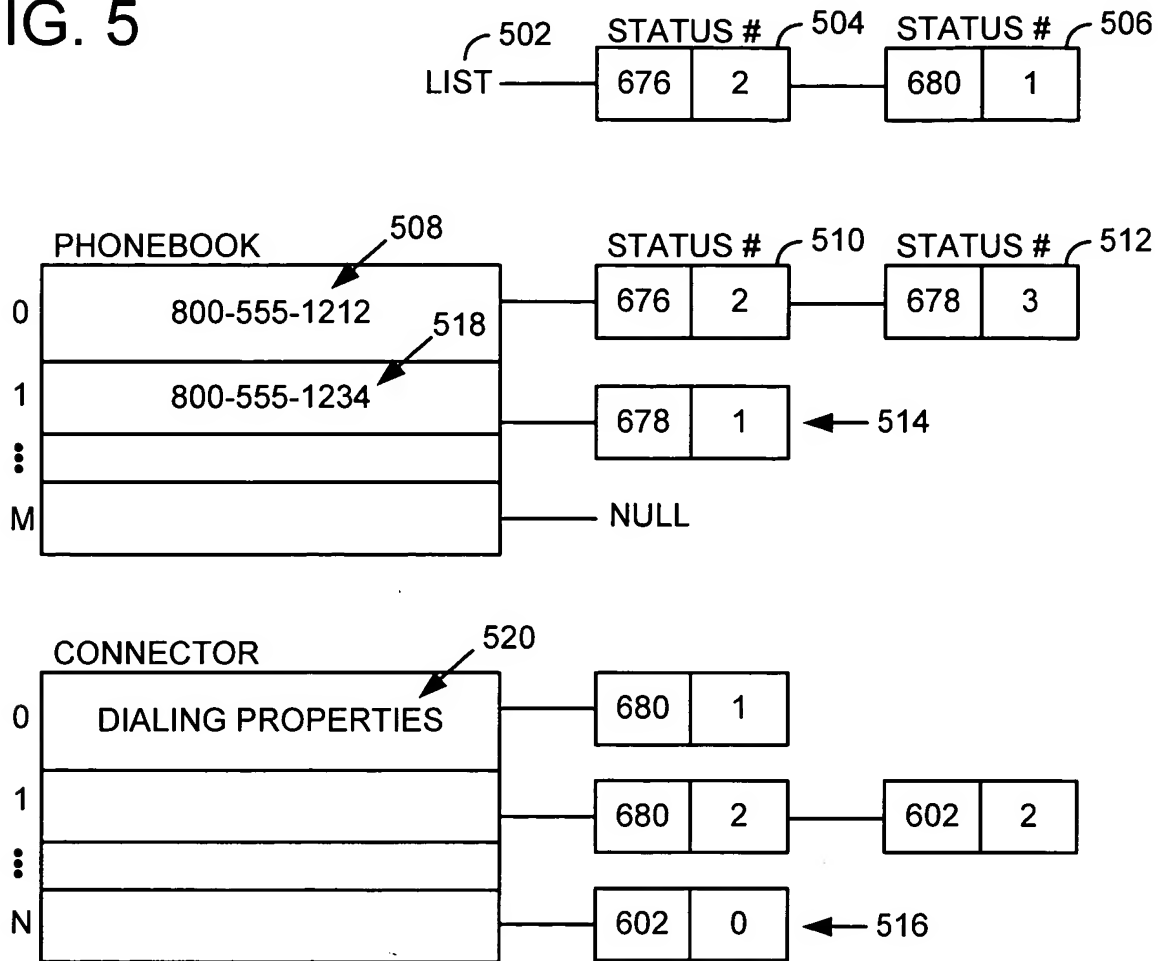 IG. 5
502
STATUS # 504 STATUS # 506
LIST 676 2 680 1
PHONEBOOK 508 STATUS # 510 STATUS # 512
0 800-555-1212 676 2 678 3
518
1 800-555-1234 678 1 514
M NULL
CONNECTOR 520
0 DIALING PROPERTIES 680 1
1 680 2 602 2
N 602 0 516